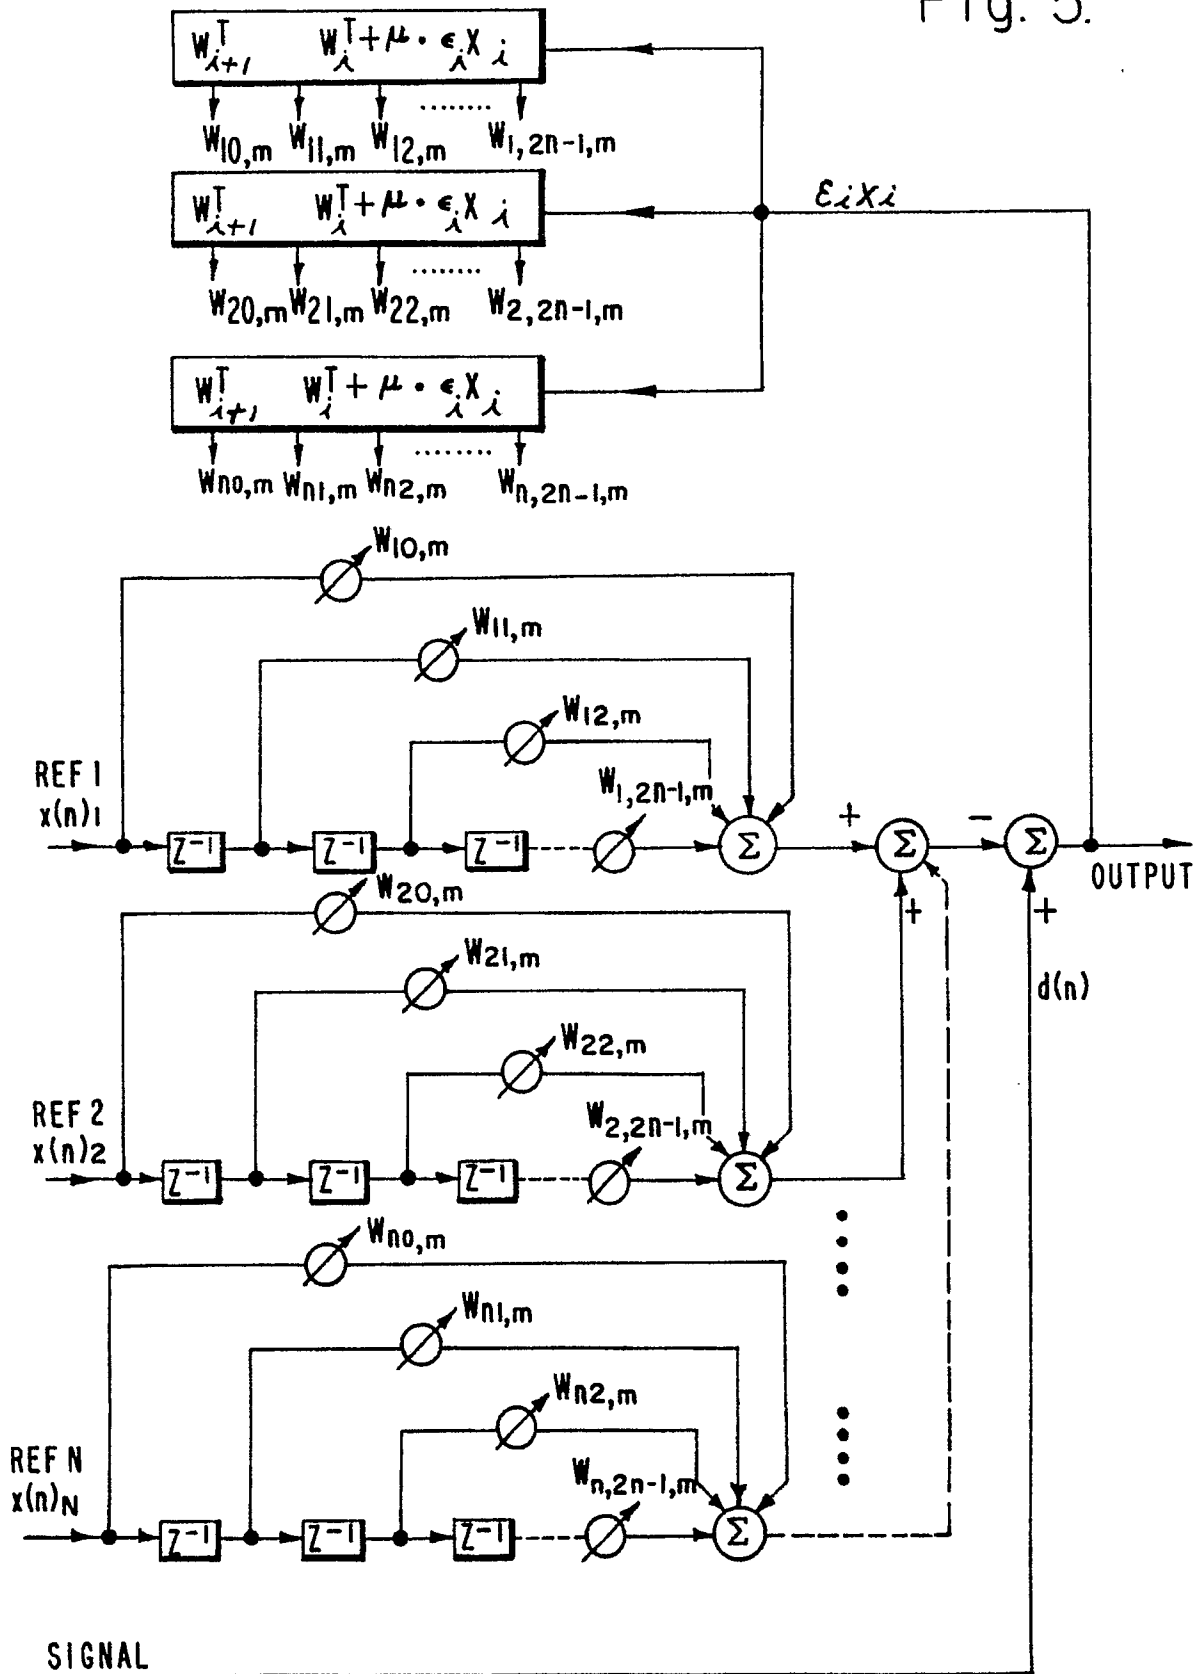 Fig. 5.
W^T_{i+1} W^T_i + μ · ϵ_i X_i
W10,m W11,m W12,m ........ W1,2n-1,m
W^T_{i+1} W^T_i + μ · ϵ_i X_i
ε_i X_i
W20,m W21,m W22,m ........ W2,2n-1,m
W^T_{i+1} W^T_i + μ · ϵ_i X_i
Wno,m Wn1,m Wn2,m ........ Wn,2n-1,m
W10,m
W11,m
W12,m
REF 1
x(n)1
W1,2n-1,m
Z⁻¹ Z⁻¹ Z⁻¹ Σ + Σ − Σ
OUTPUT
W20,m
+ +
W21,m
d(n)
W22,m
REF 2
x(n)2
W2,2n-1,m
Z⁻¹ Z⁻¹ Z⁻¹ Σ
Wno,m
Wn1,m
Wn2,m
REF N
x(n)N
Wn,2n-1,m
Z⁻¹ Z⁻¹ Z⁻¹ Σ
SIGNAL